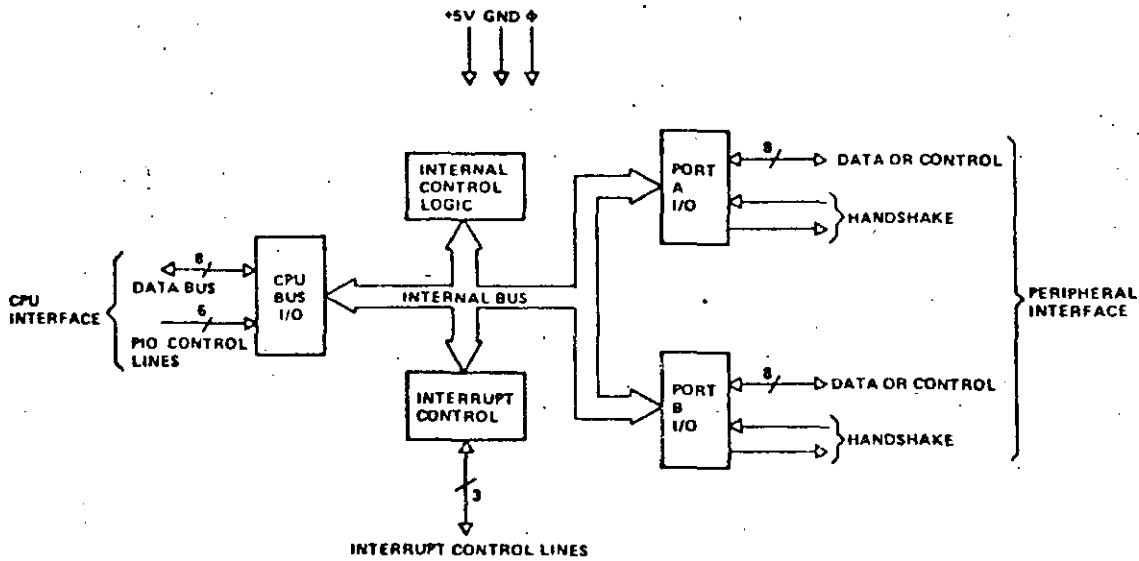 +5V GND Φ
INTERNAL
CONTROL
LOGIC
PORT
A
I/O
8
DATA OR CONTROL
HANDSHAKE
CPU
INTERFACE
8
DATA BUS
6
PIO CONTROL
LINES
CPU
BUS
I/O
INTERNAL BUS
PERIPHERAL
INTERFACE
INTERRUPT
CONTROL
3
INTERRUPT CONTROL LINES
PORT
B
I/O
8
DATA OR CONTROL
HANDSHAKE